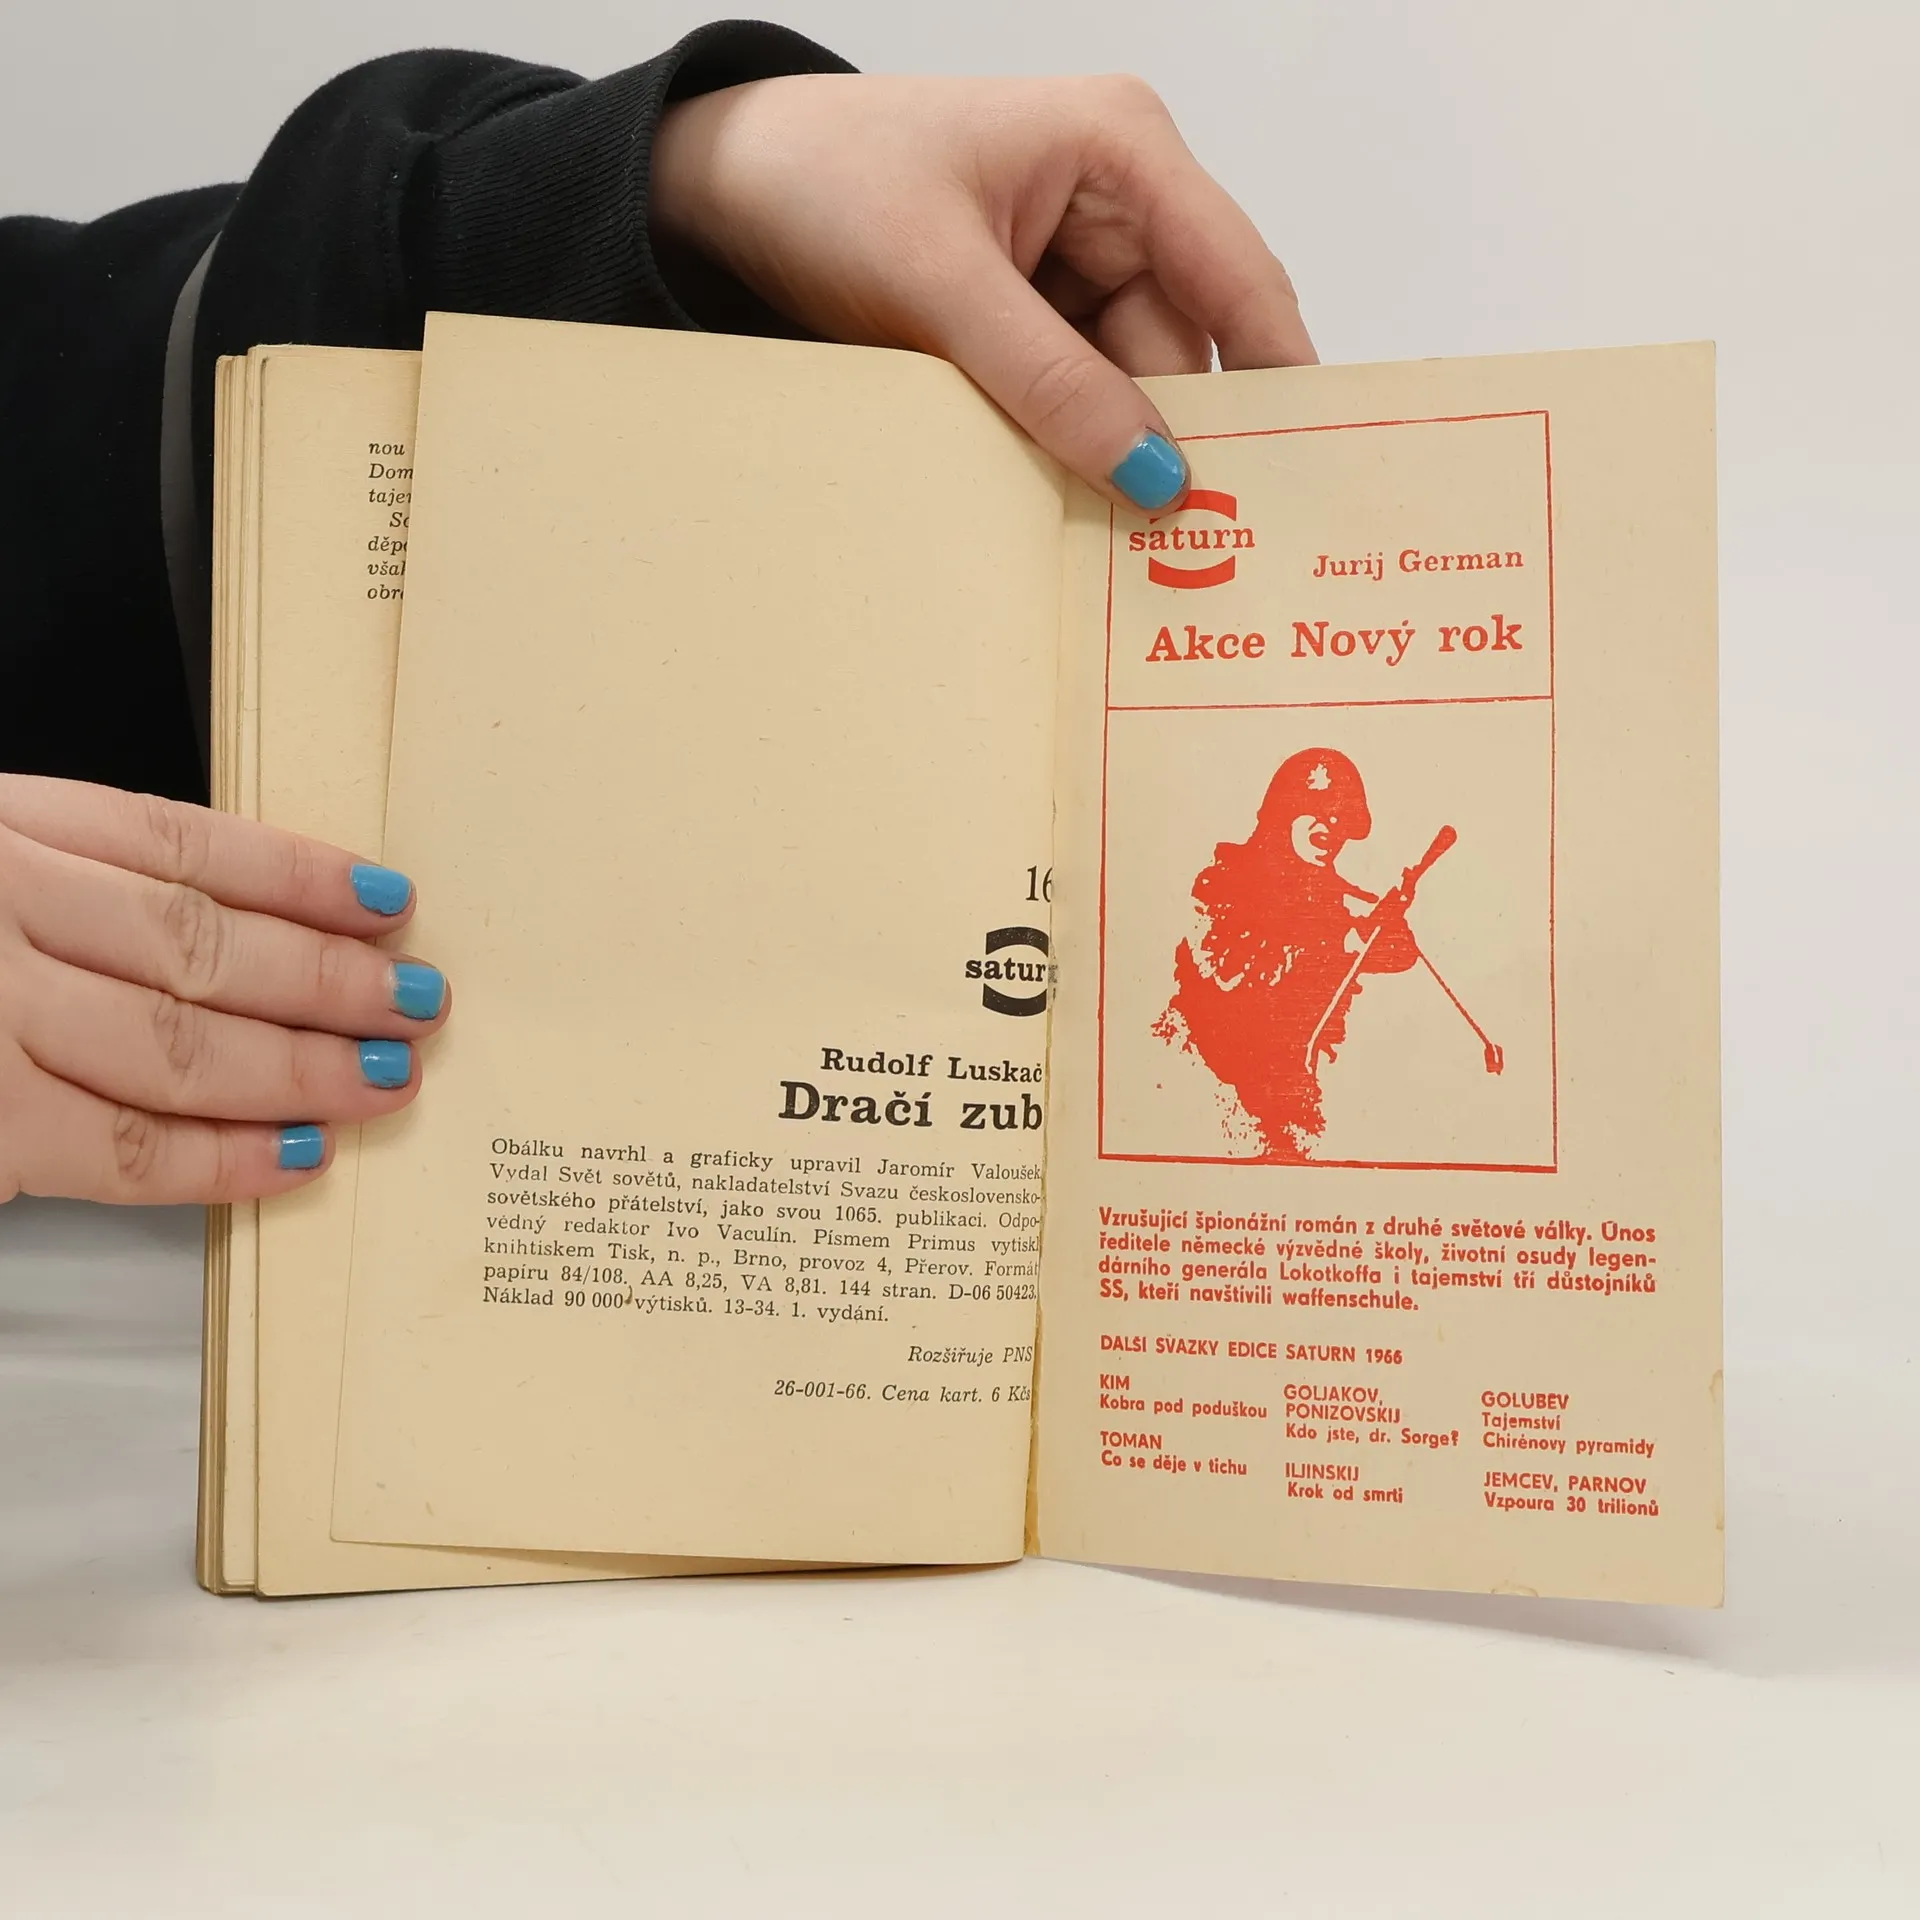 nou
Dom
děpo
obr
16
satur
Rudolf Luskač
Dračí zub
Obálku navrhl a graficky upravil Jaromír Valoušek.
Vydal Svět sovětů, nakladatelství Svazu československo-
sovětského přátelství, jako svou 1065. publikaci. Odpo-
vědný redaktor Ivo Vaculín. Písmem Primus vytiskl
knihtiskem Tisk, n. p., Brno, provoz 4, Přerov. Formát
papíru 84/108. AA 8,25, VA 8,81. 144 stran. D-06 50423.
Náklad 90 000 výtisků. 13-34. 1. vydání.
Rozšiřuje PNS
26-001-66. Cena kart. 6 Kčs
saturn
Jurij German
Akce Nový rok
Vzrušující špionážní román z druhé světové války. Únos
ředitele německé výzvědné školy, životní osudy legen-
dárního generála Lokotkoffa i tajemství tří důstojníků
SS, kteří navštívili waffenschule.
DALŠÍ SVAZKY EDICE SATURN 1966
KIM
Kobra pod poduškou
TOMAN
Co se děje v tichu
GOLJAKOV,
PONIZOVSKIJ
Kdo jste, dr. Sorge?
ILJINSKIJ
Krok od smrti
GOLUBEV
Tajemství
Chirénovy pyramidy
JEMCEV, PARNOV
Vzpoura 30 trilionů